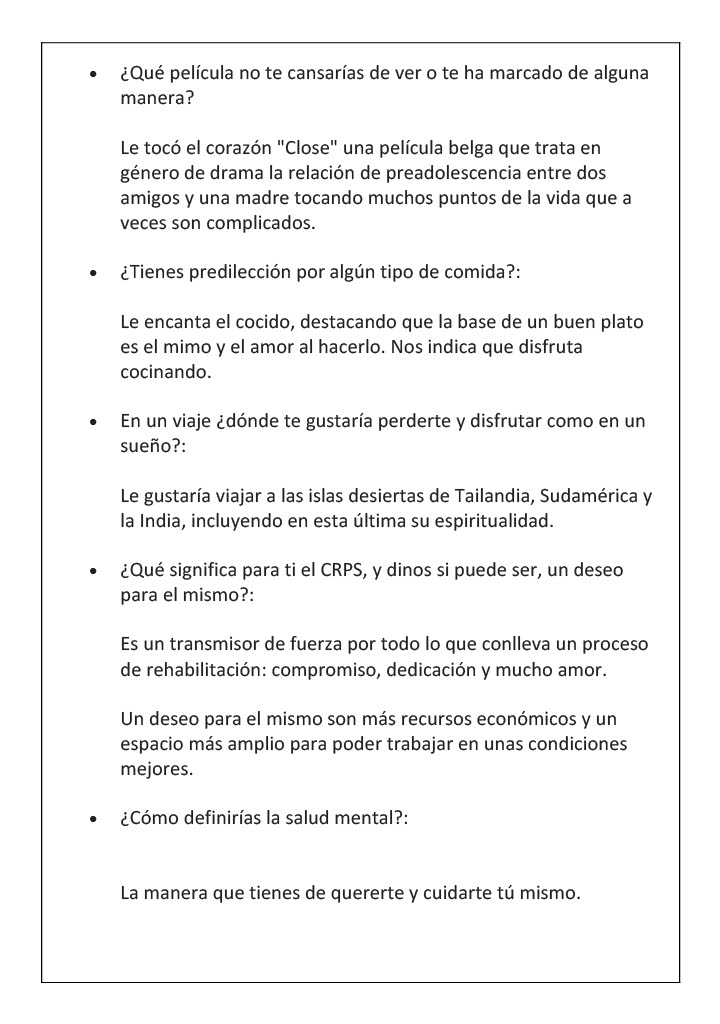 • ¿Qué película no te cansarías de ver o te ha marcado de alguna
manera?
Le tocó el corazón "Close" una película belga que trata en
género de drama la relación de preadolescencia entre dos
amigos y una madre tocando muchos puntos de la vida que a
veces son complicados.
• ¿Tienes predilección por algún tipo de comida?:
Le encanta el cocido, destacando que la base de un buen plato
es el mimo y el amor al hacerlo. Nos indica que disfruta
cocinando.
• En un viaje ¿dónde te gustaría perderte y disfrutar como en un
sueño?:
Le gustaría viajar a las islas desiertas de Tailandia, Sudamérica y
la India, incluyendo en esta última su espiritualidad.
• ¿Qué significa para ti el CRPS, y dinos si puede ser, un deseo
para el mismo?:
Es un transmisor de fuerza por todo lo que conlleva un proceso
de rehabilitación: compromiso, dedicación y mucho amor.
Un deseo para el mismo son más recursos económicos y un
espacio más amplio para poder trabajar en unas condiciones
mejores.
• ¿Cómo definirías la salud mental?:
La manera que tienes de quererte y cuidarte tú mismo.